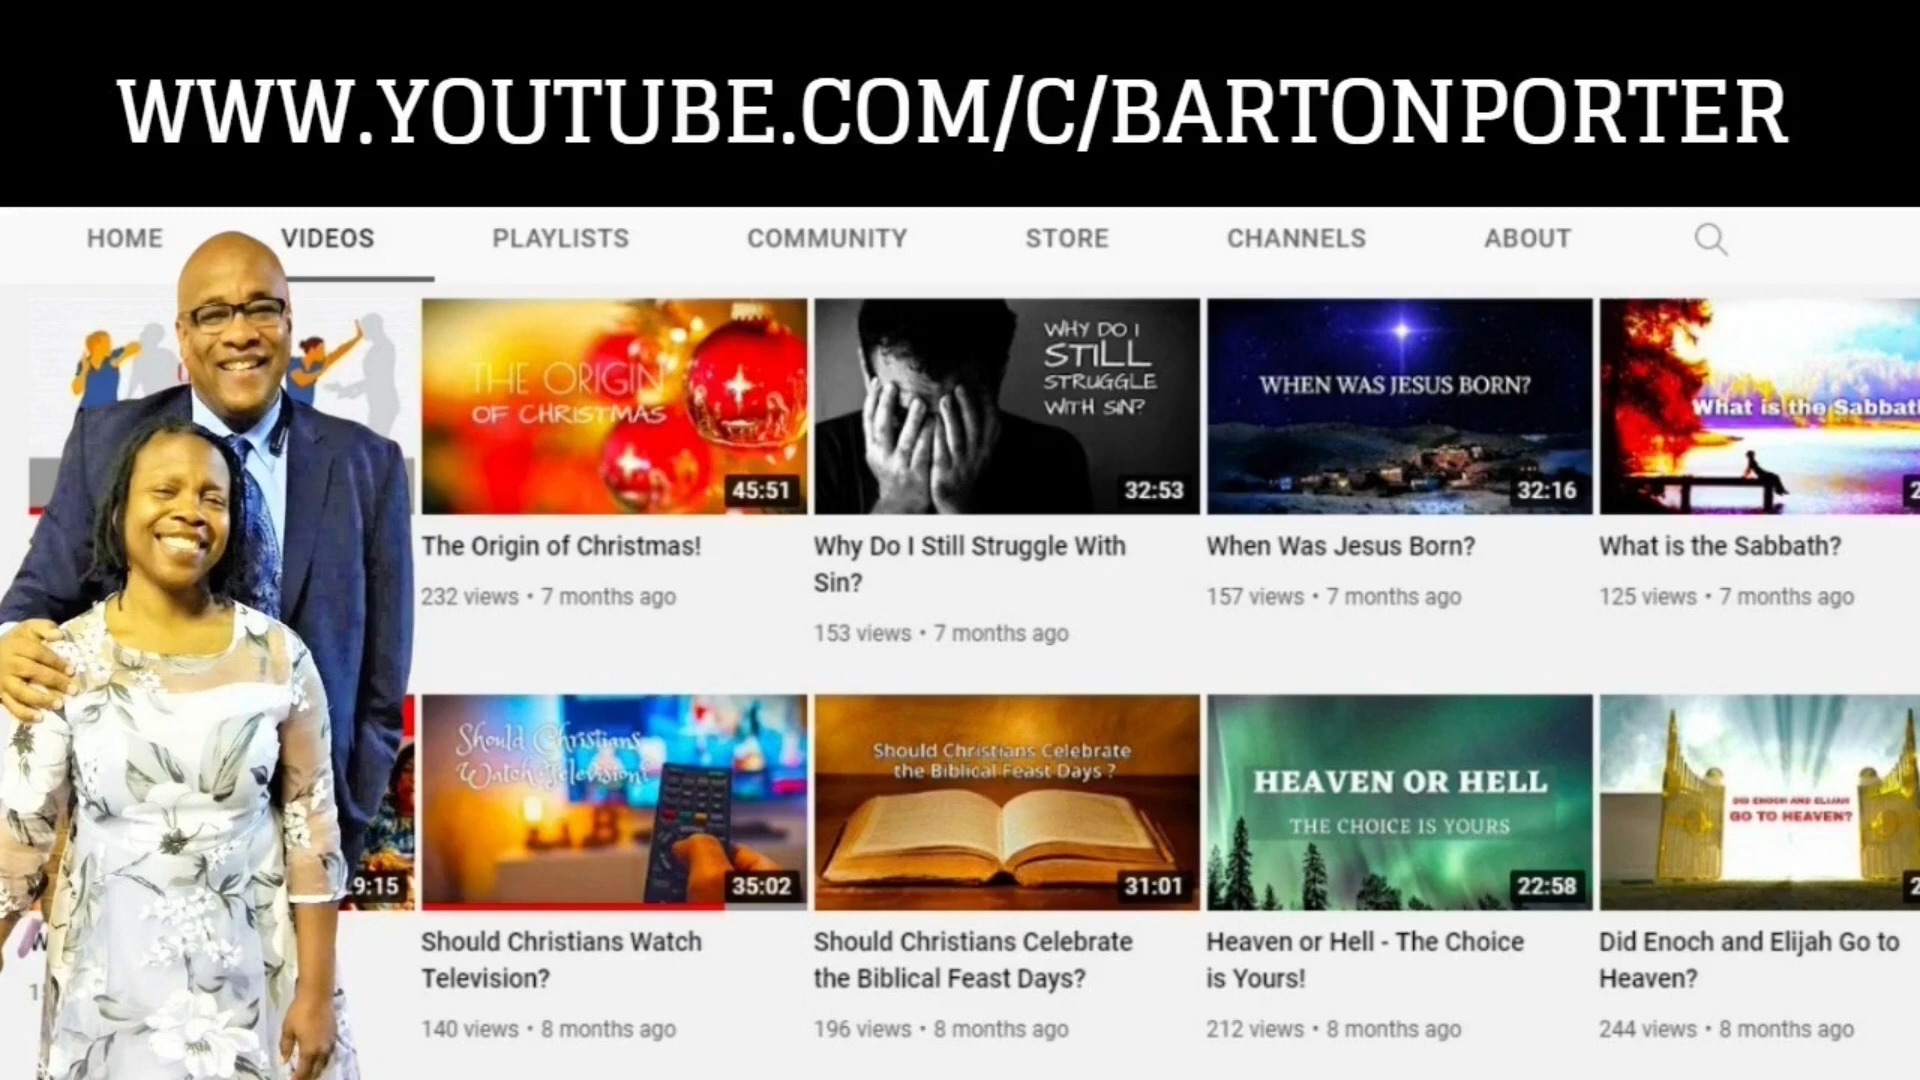 WWW.YOUTUBE.COM/C/BARTONPORTER
HOME VIDEOS PLAYLISTS COMMUNITY STORE CHANNELS ABOUT
THE ORIGIN
OF CHRISTMAS
45:51
WHY DO I
STILL
STRUGGLE
WITH SIN?
32:53
WHEN WAS JESUS BORN?
32:16
What is the Sabbath
2
The Origin of Christmas!
232 views • 7 months ago
Why Do I Still Struggle With
Sin?
153 views • 7 months ago
When Was Jesus Born?
157 views • 7 months ago
What is the Sabbath?
125 views • 7 months ago
9:15
Should Christians
Watch Television?
35:02
Should Christians Celebrate
the Biblical Feast Days ?
31:01
HEAVEN OR HELL
THE CHOICE IS YOURS
22:58
DID ENOCH AND ELIJAH
GO TO HEAVEN?
2
Should Christians Watch
Television?
140 views • 8 months ago
Should Christians Celebrate
the Biblical Feast Days?
196 views • 8 months ago
Heaven or Hell - The Choice
is Yours!
212 views • 8 months ago
Did Enoch and Elijah Go to
Heaven?
244 views • 8 months ago